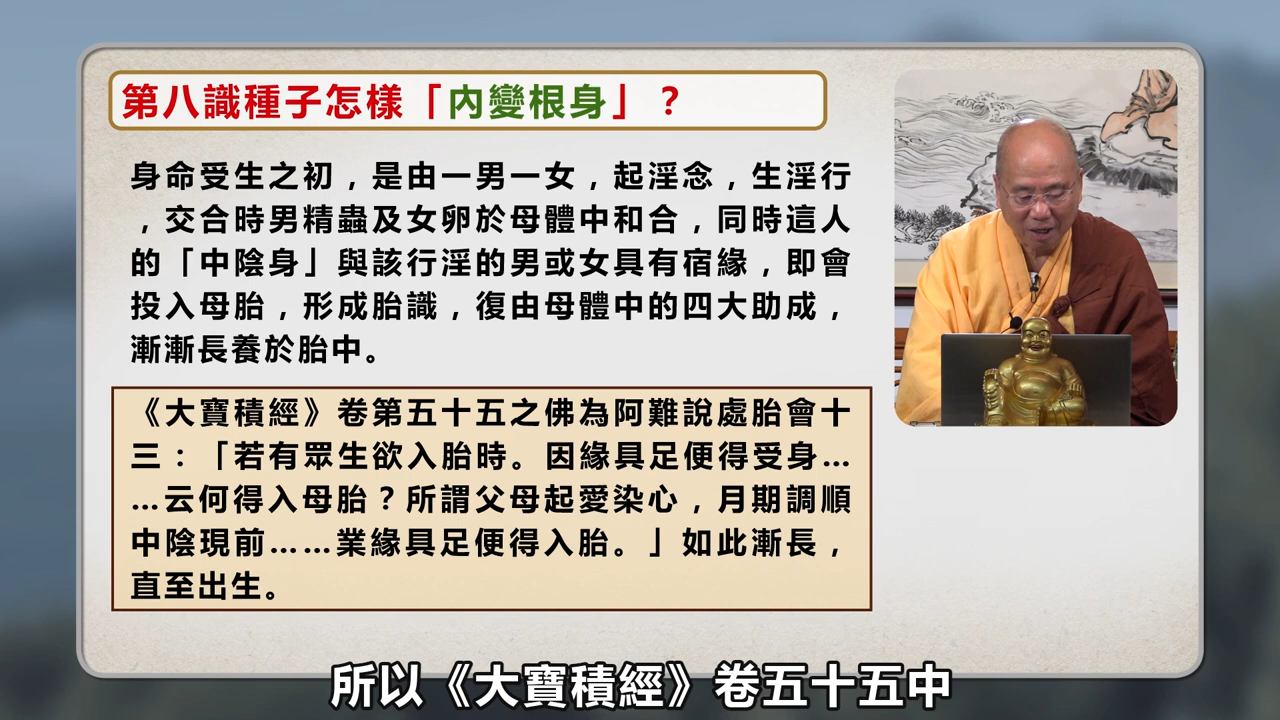 第八識種子怎樣「內變根身」？
身命受生之初，是由一男一女，起淫念，生淫行
，交合時男精蟲及女卵於母體中和合，同時這人
的「中陰身」與該行淫的男或女具有宿緣，即會
投入母胎，形成胎識，復由母體中的四大助成，
漸漸長養於胎中。
《大寶積經》卷第五十五之佛為阿難說處胎會十
三：「若有眾生欲入胎時。因緣具足便得受身…
…云何得入母胎？所謂父母起愛染心，月期調順
中陰現前……業緣具足便得入胎。」如此漸長，
直至出生。
所以《大寶積經》卷五十五中